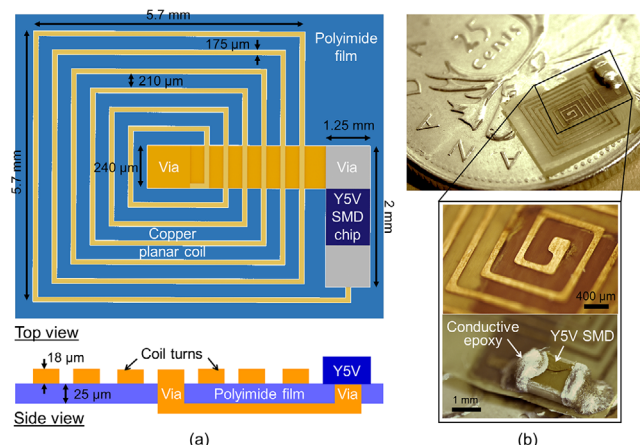 5.7 mm
175 µm
Polyimide
film
210 µm
1.25 mm
5.7 mm
240 µm
Via
Via
Y5V
SMD
chip
2 mm
Copper
planar coil
Top view
18 µm
Coil turns
Y5V
25 µm
Via
Polyimide film
Via
Side view
(a)
(b)
25
cents
400 µm
Conductive
epoxy
Y5V SMD
1 mm